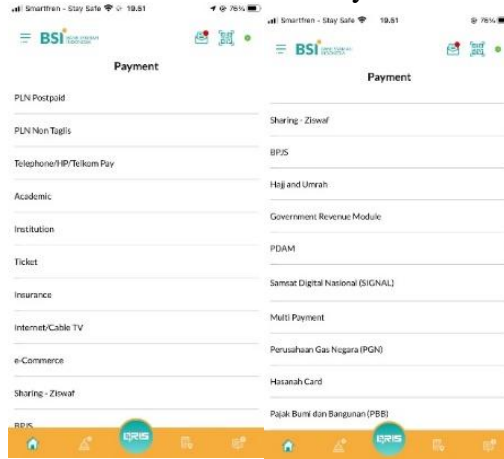 Smartfren - Stay Safe 19.51 76%
BSI
Payment
PLN Postpaid
PLN Non Taglis
Telephone/HP/Telkom Pay
Academic
Institution
Ticket
Insurance
Internet/Cable TV
e-Commerce
Sharing - Ziswaf
BPJS
QRIS
Smartfren - Stay Safe 19.51 76%
BSI
Payment
Sharing - Ziswaf
BPJS
Hajj and Umrah
Government Revenue Module
PDAM
Samsat Digital Nasional (SIGNAL)
Multi Payment
Perusahaan Gas Negara (PGN)
Hasanah Card
Pajak Bumi dan Bangunan (PBB)
QRIS